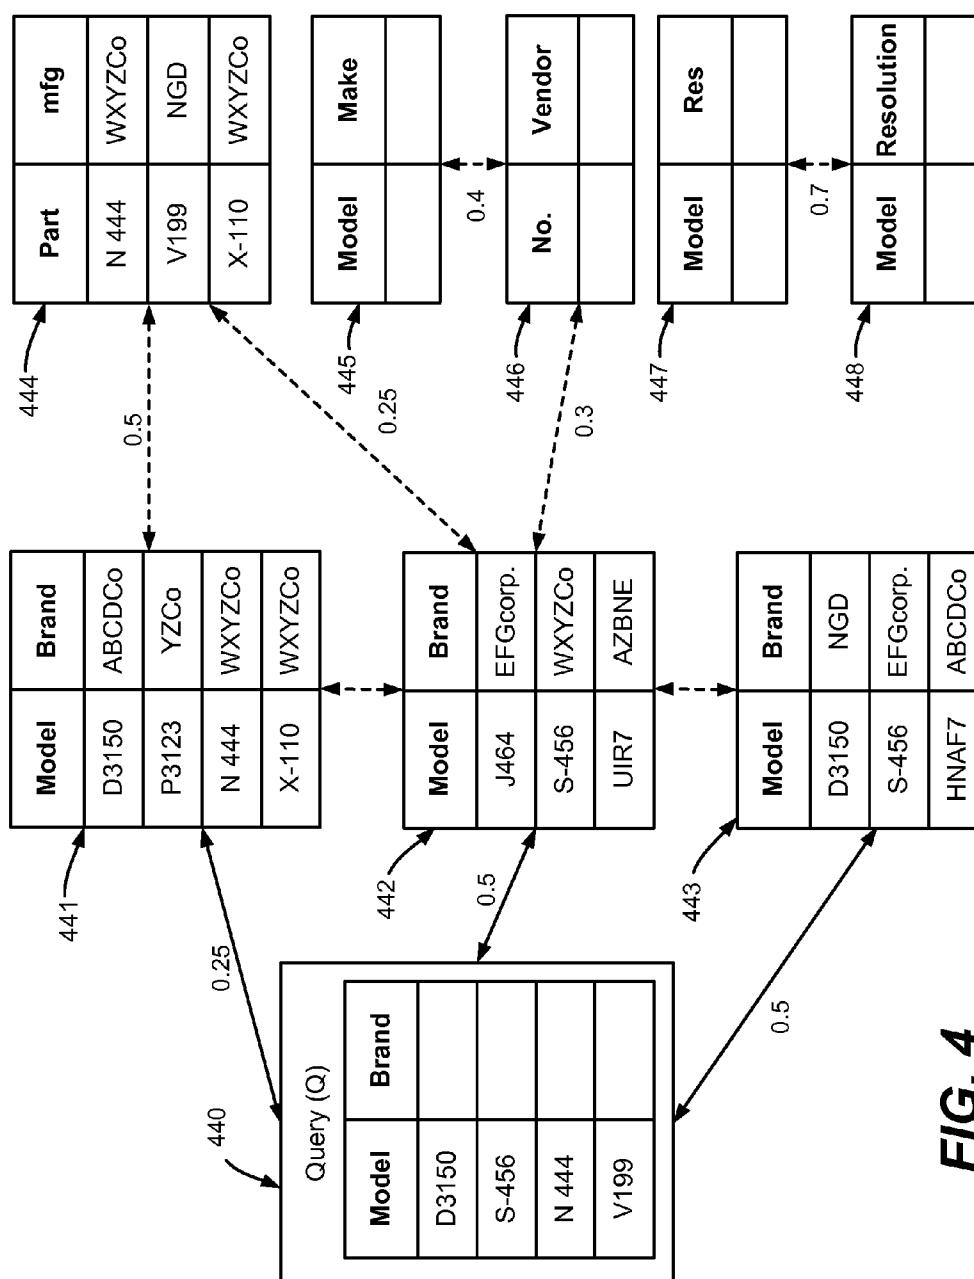 440
Query (Q)
Model Brand
D3150
S-456
N 444
V199
0.25
0.5
0.5
441
Model Brand
D3150 ABCDCo
P3123 YZCo
N 444 WXYZCo
X-110 WXYZCo
442
Model Brand
J464 EFGcorp.
S-456 WXYZCo
UIR7 AZBNE
443
Model Brand
D3150 NGD
S-456 EFGcorp.
HNAF7 ABCDCo
0.5
0.25
0.3
444
Part mfg
N 444 WXYZCo
V199 NGD
X-110 WXYZCo
445
Model Make
0.4
446
No. Vendor
447
Model Res
0.7
448
Model Resolution
FIG. 4